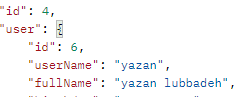 "id": 4,
"user": {
"id": 6,
"userName": "yazan",
"fullName": "yazan lubbadeh",